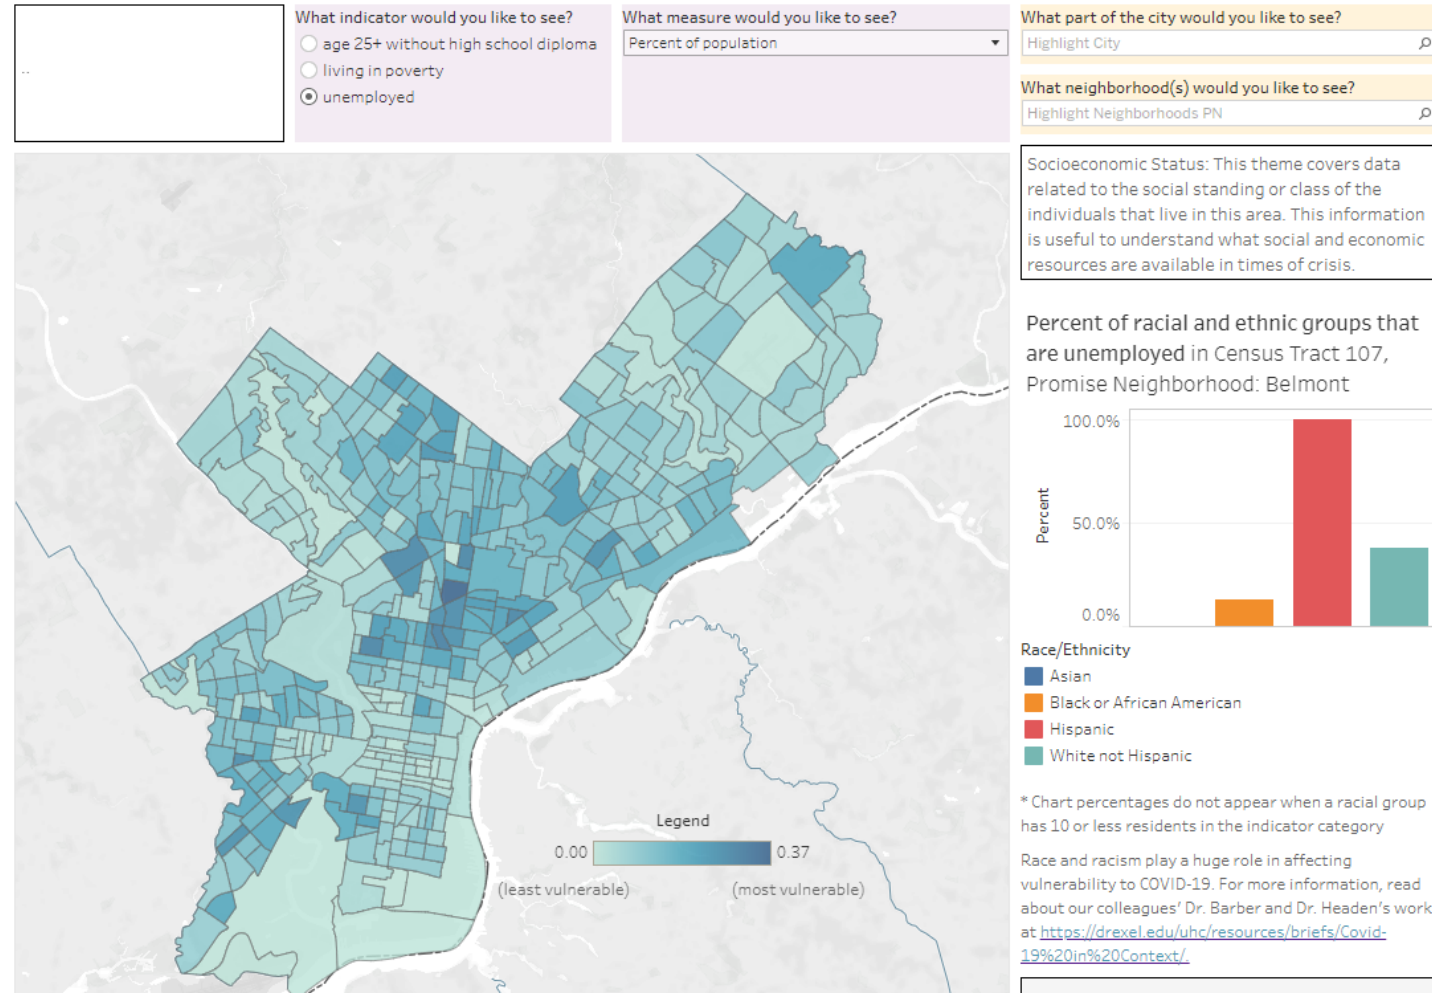 ..
What indicator would you like to see?
age 25+ without high school diploma
living in poverty
unemployed
What measure would you like to see?
Percent of population
What part of the city would you like to see?
Highlight City
What neighborhood(s) would you like to see?
Highlight Neighborhoods PN
Socioeconomic Status: This theme covers data
related to the social standing or class of the
individuals that live in this area. This information
is useful to understand what social and economic
resources are available in times of crisis.
Percent of racial and ethnic groups that
are unemployed in Census Tract 107,
Promise Neighborhood: Belmont
100.0%
50.0%
0.0%
Percent
Race/Ethnicity
Asian
Black or African American
Hispanic
White not Hispanic
* Chart percentages do not appear when a racial group
has 10 or less residents in the indicator category
Race and racism play a huge role in affecting
vulnerability to COVID-19. For more information, read
about our colleagues' Dr. Barber and Dr. Headen's work
at https://drexel.edu/uhc/resources/briefs/Covid-
19%20in%20Context/.
Legend
0.00
0.37
(least vulnerable)
(most vulnerable)